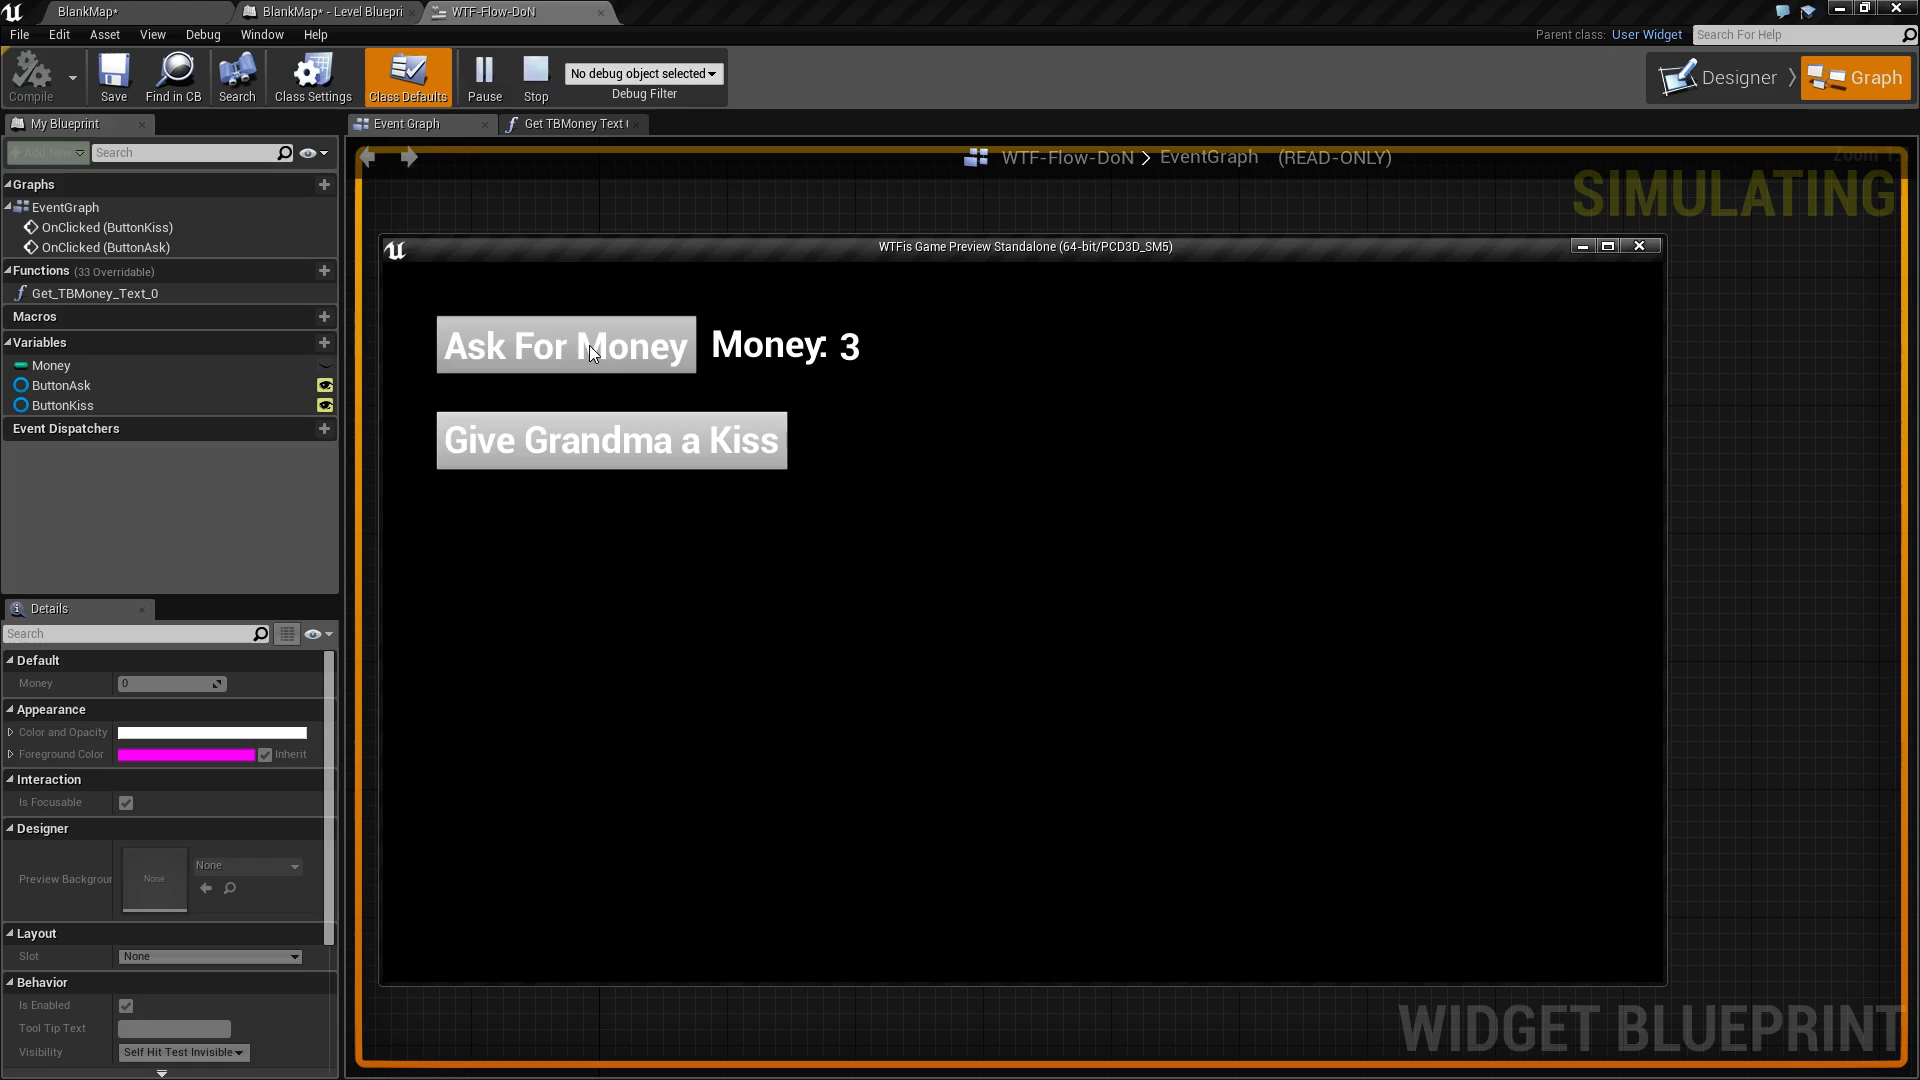 BlankMap*
BlankMap* - Level Bluepri
WTF-Flow-DoN
File Edit Asset View Debug Window Help
Parent class: User Widget
Search For Help
Compile
Save
Find in CB
Search
Class Settings
Class Defaults
Pause
Stop
No debug object selected
Debug Filter
Designer
Graph
My Blueprint
Event Graph
Get TBMoney Text
Add New
Search
WTF-Flow-DoN > EventGraph (READ-ONLY)
SIMULATING
Graphs
EventGraph
OnClicked (ButtonKiss)
OnClicked (ButtonAsk)
Functions (33 Overridable)
Get_TBMoney_Text_0
Macros
Variables
Money
ButtonAsk
ButtonKiss
Event Dispatchers
WTFis Game Preview Standalone (64-bit/PCD3D_SM5)
Ask For Money
Money: 3
Give Grandma a Kiss
Details
Search
Default
Money 0
Appearance
Color and Opacity
Foreground Color Inherit
Interaction
Is Focusable
Designer
Preview Backgroun
None
None
Layout
Slot None
Behavior
Is Enabled
Tool Tip Text
Visibility Self Hit Test Invisible
WIDGET BLUEPRINT